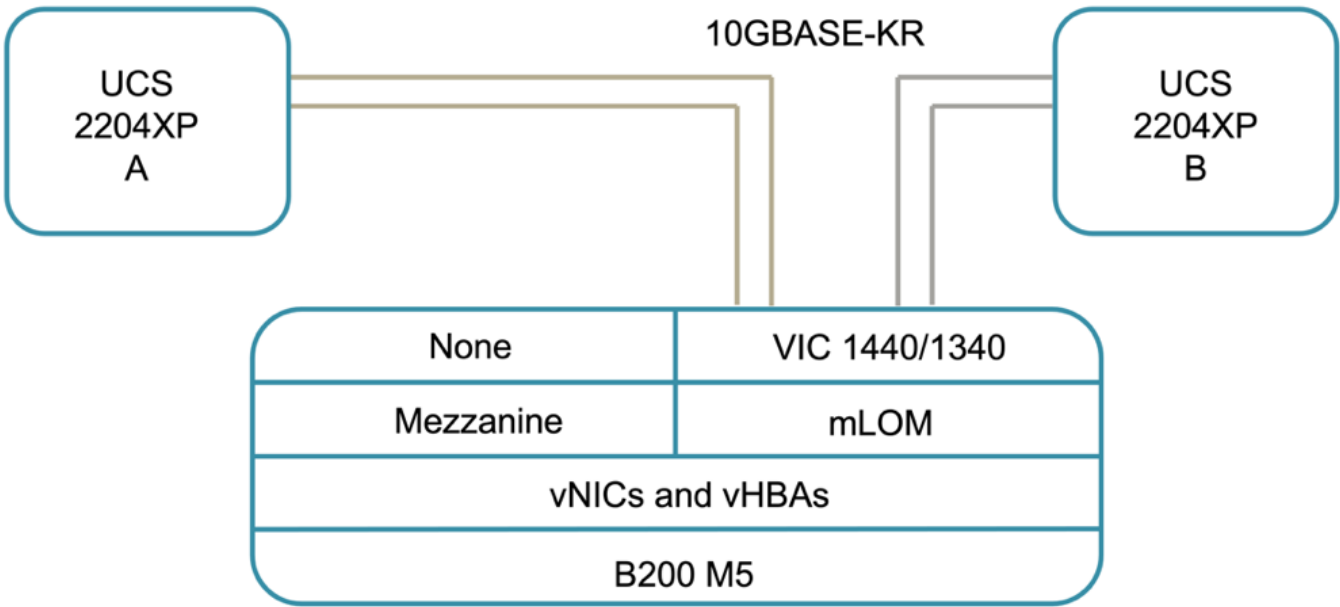 10GBASE-KR
UCS
2204XP
A
UCS
2204XP
B
None
VIC 1440/1340
Mezzanine
mLOM
vNICs and vHBAs
B200 M5